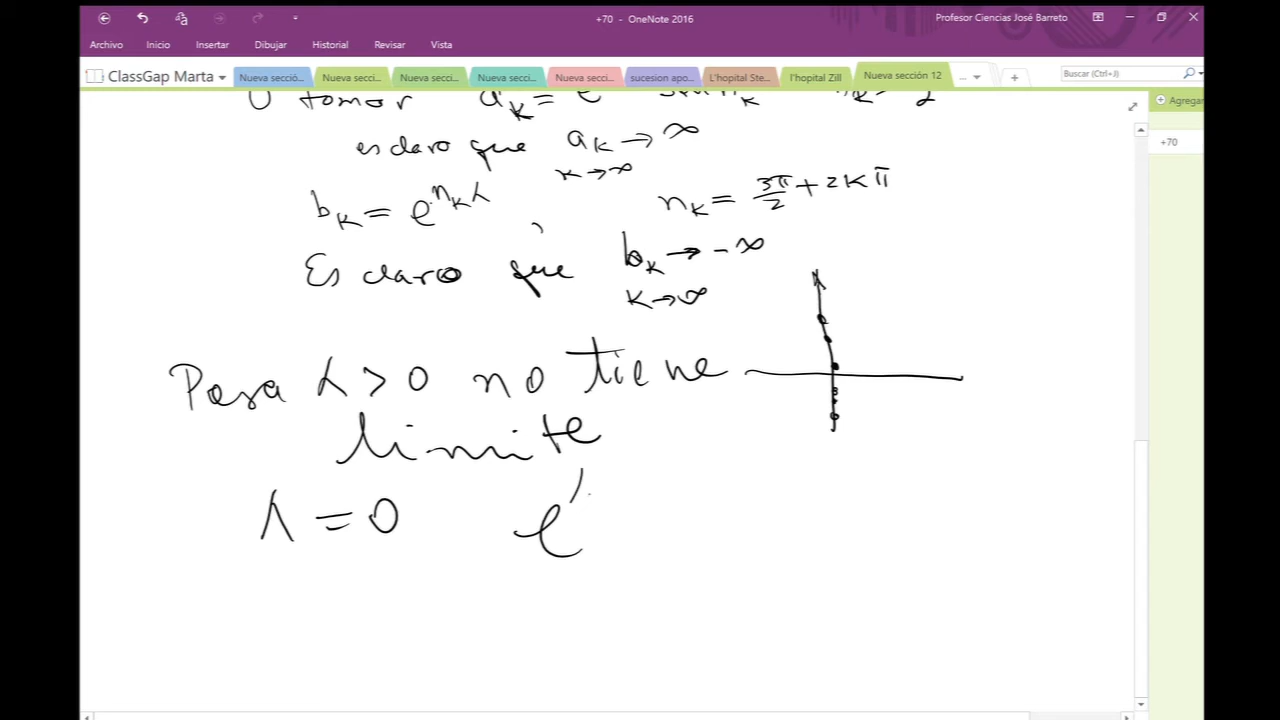 +70 - OneNote 2016
Profesor Ciencias José Barreto
Archivo Inicio Insertar Dibujar Historial Revisar Vista
ClassGap Marta
Nueva secció... Nueva secci... Nueva secci... Nueva secci... Nueva secci... sucesion apo... L'hopital Ste... l'hopital Zill Nueva sección 12 ...
Buscar (Ctrl+J)
Agregar
+70
tomar a_k = e
es claro que a_k → ∞
k → ∞
b_k = e^{n_k λ} n_k = 3π/2 + 2kπ
Es claro que b_k → -∞
k → ∞
Para λ > 0 no tiene
limite
λ = 0 e